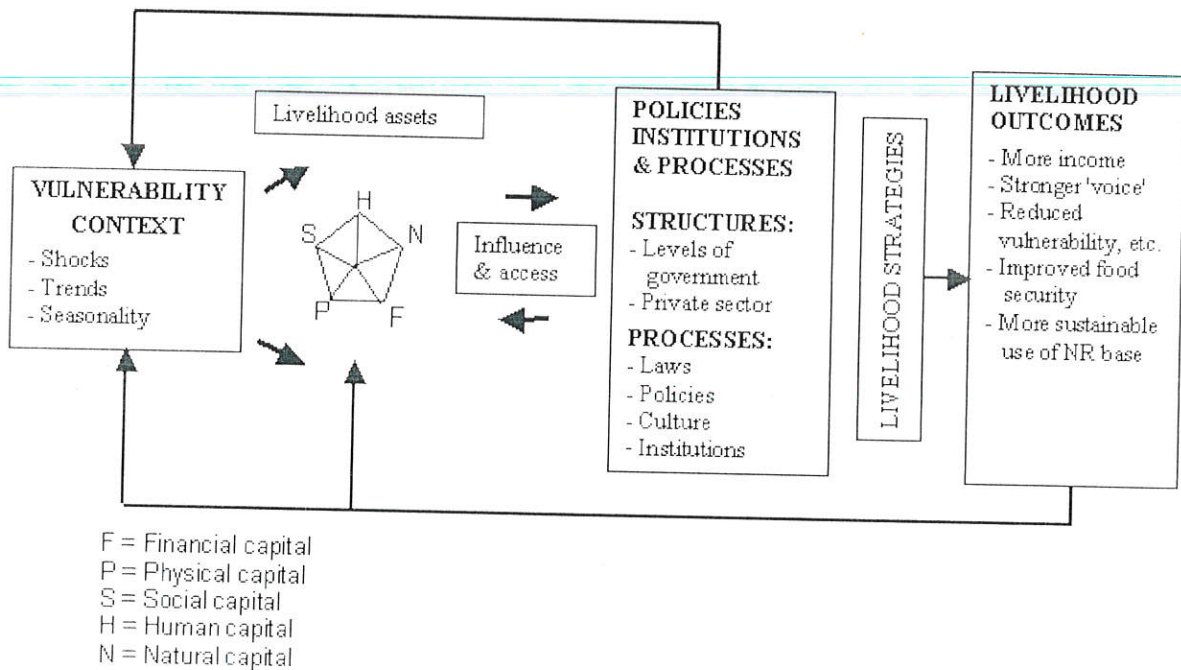 Livelihood assets
VULNERABILITY
CONTEXT
- Shocks
- Trends
- Seasonality
H
S
N
P
F
Influence
& access
POLICIES
INSTITUTIONS
& PROCESSES
STRUCTURES:
- Levels of
government
- Private sector
PROCESSES:
- Laws
- Policies
- Culture
- Institutions
LIVELIHOOD STRATEGIES
LIVELIHOOD
OUTCOMES
- More income
- Stronger 'voice'
- Reduced
vulnerability, etc.
- Improved food
security
- More sustainable
use of NR base
F = Financial capital
P = Physical capital
S = Social capital
H = Human capital
N = Natural capital